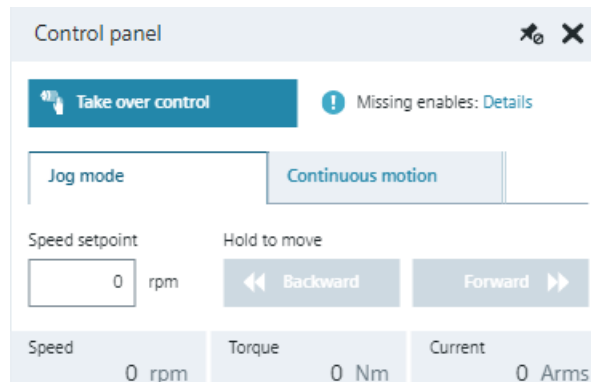 Control panel
Take over control
Missing enables: Details
Jog mode
Continuous motion
Speed setpoint
Hold to move
0 rpm
Backward
Forward
Speed
Torque
Current
0 rpm
0 Nm
0 Arms